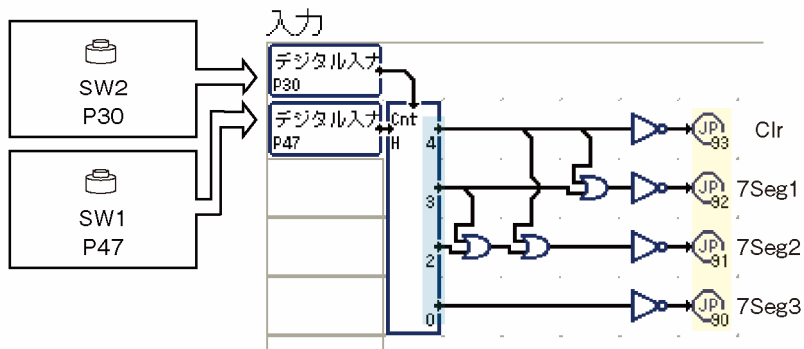 入力
SW2
P30
SW1
P47
デジタル入力
P30
デジタル入力
P47
Cnt
H
4
3
2
0
JP
93
Clr
JP
92
7Seg1
JP
91
7Seg2
JP
90
7Seg3